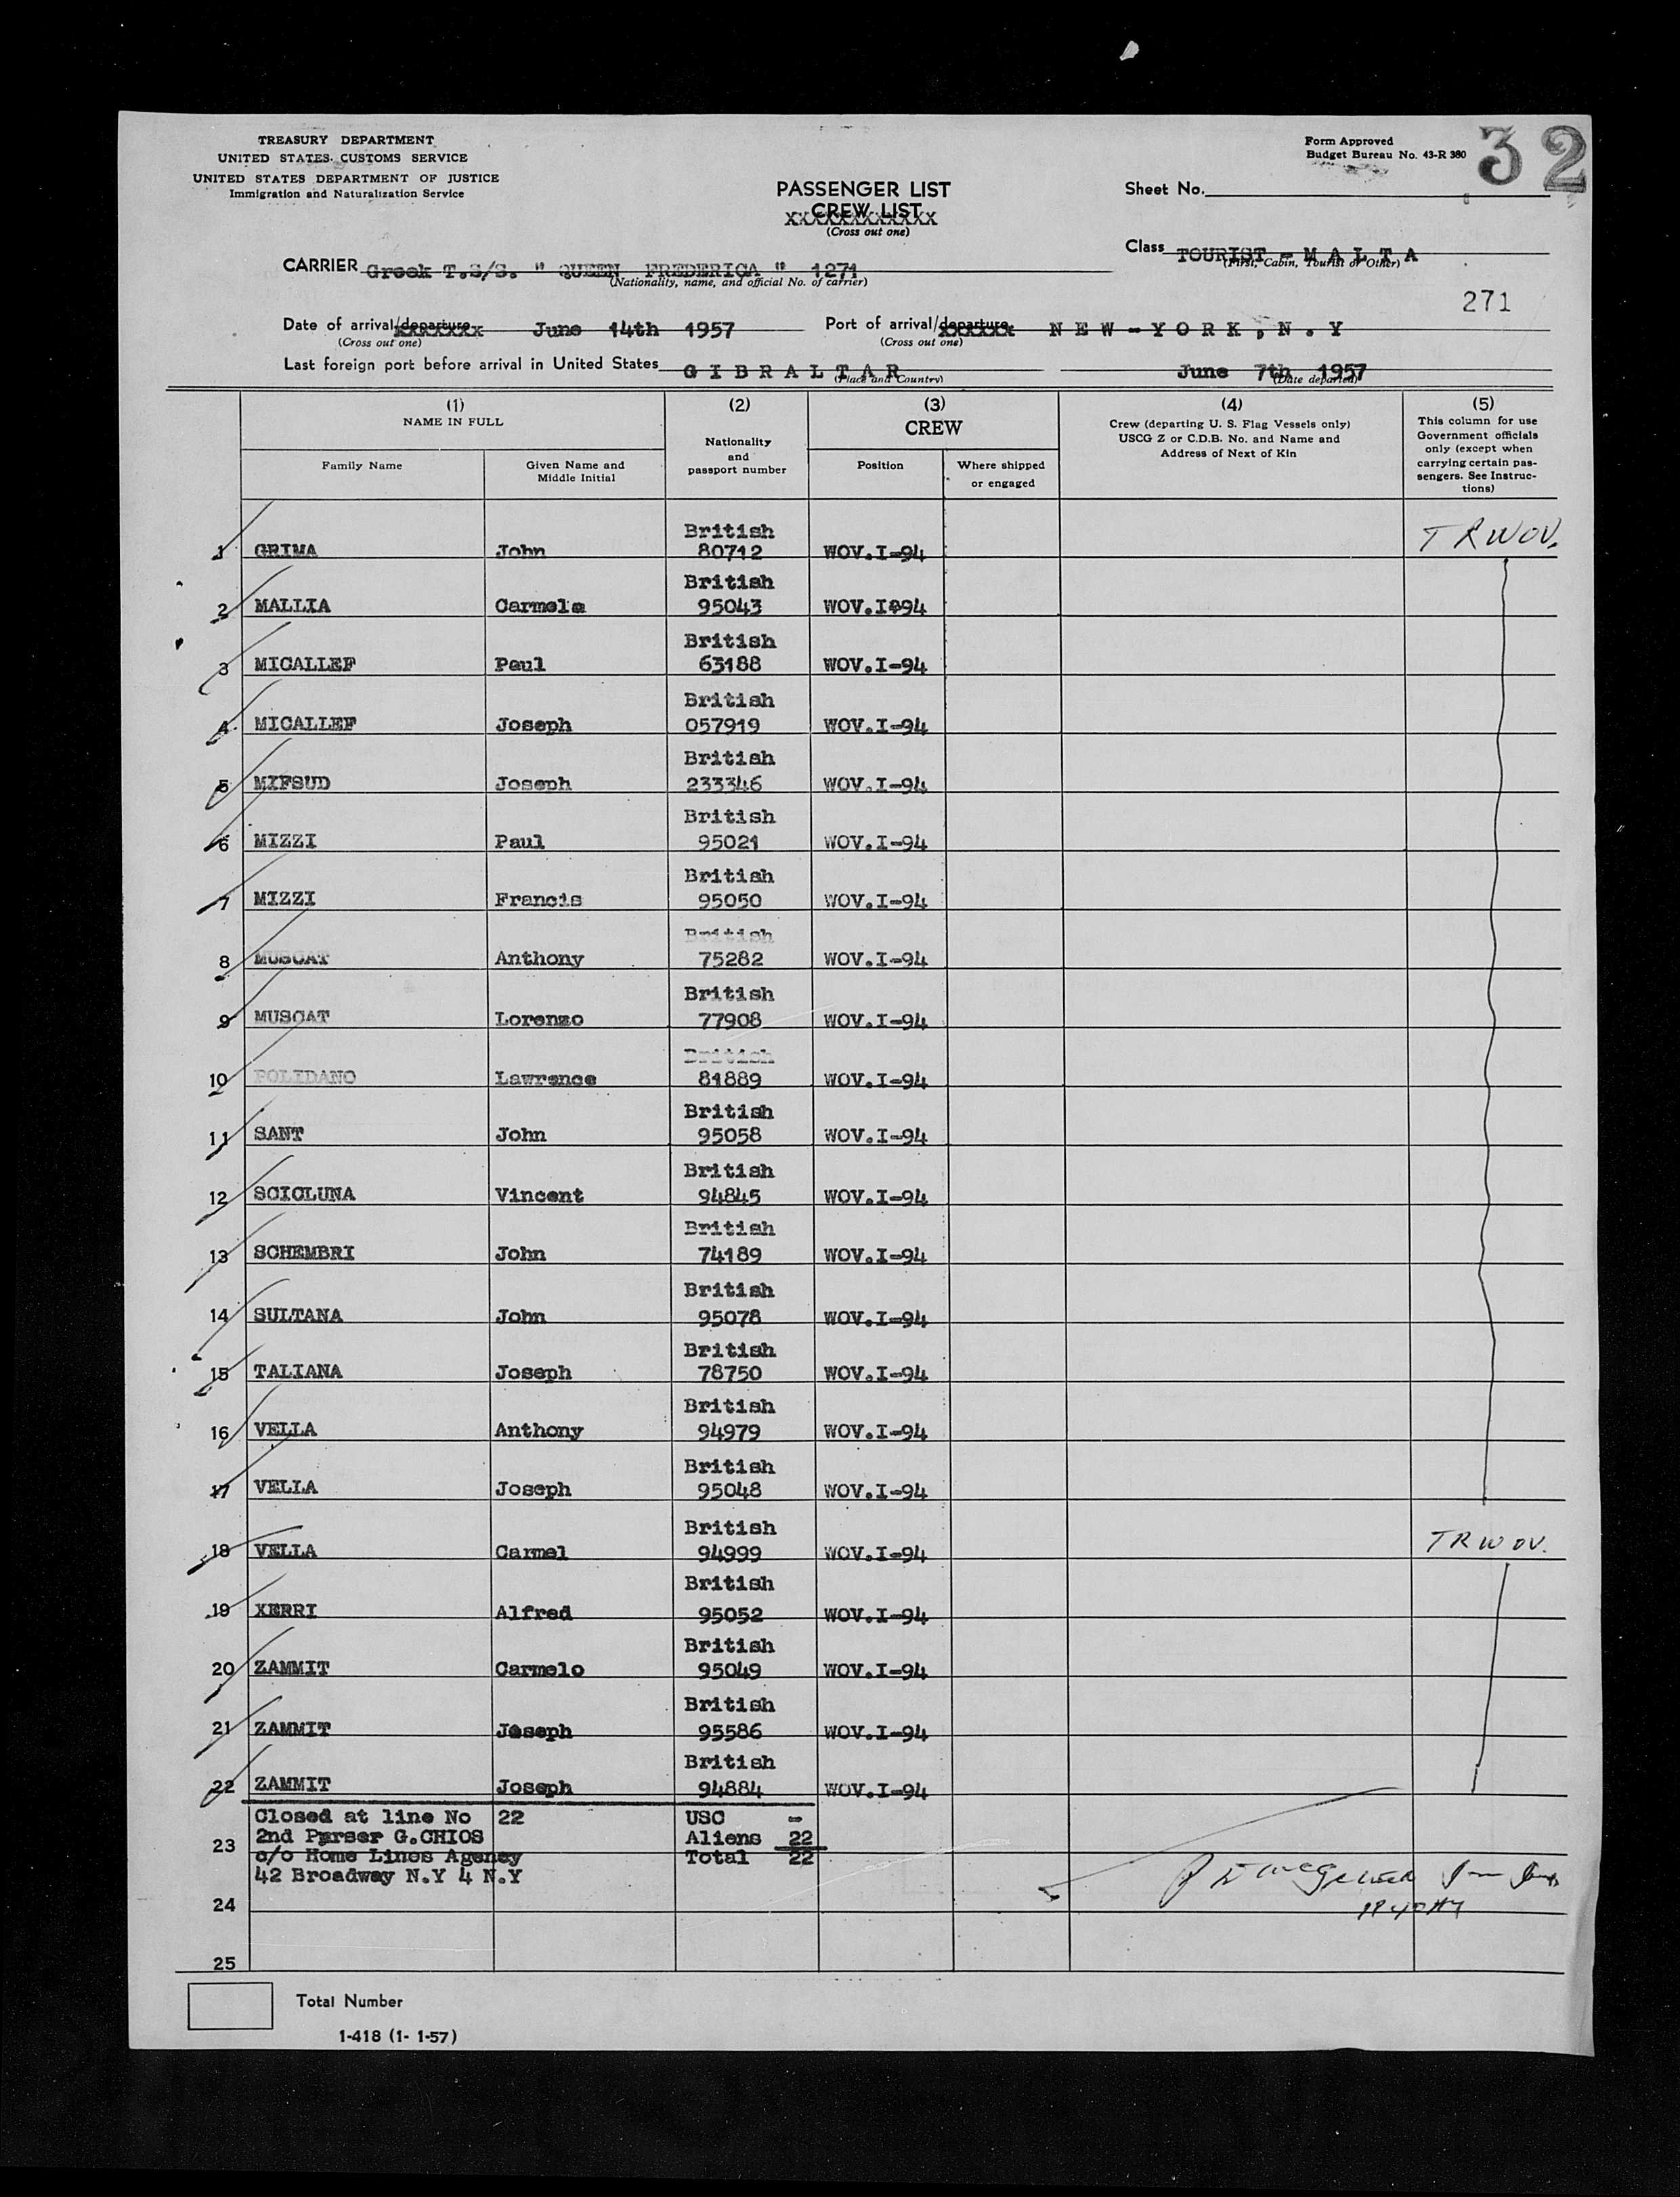 TREASURY DEPARTMENT
UNITED STATES CUSTOMS SERVICE
UNITED STATES DEPARTMENT OF JUSTICE
Immigration and Naturalization Service
Form Approved
Budget Bureau No. 43-R 380
32
PASSENGER LIST
CREW LIST
XXXXXXXXXXXX
(Cross out one)
Sheet No.
Class TOURIST - M A L T A
(First, Cabin, Tourist or Other)
CARRIER Greek T.S/S. " QUEEN FREDERICA " 1271
(Nationality, name, and official No. of carrier)
271
Date of arrival/departure June 14th 1957 Port of arrival/departure N E W - Y O R K , N . Y
(Cross out one) (Cross out one)
Last foreign port before arrival in United States G I B R A L T A R June 7th 1957
(Place and Country) (Date departed)
(1) (2) (3) (4) (5)
NAME IN FULL
Family Name
Given Name and Middle Initial
Nationality and passport number
CREW
Position
Where shipped or engaged
Crew (departing U. S. Flag Vessels only)
USCG Z or C.D.B. No. and Name and
Address of Next of Kin
This column for use
Government officials
only (except when
carrying certain pas-
sengers. See Instruc-
tions)
British
1 GRIMA John 80712 WOV.I-94 TRWOV.
British
2 MALLIA Carmela 95043 WOV.I-94
British
3 MICALLEF Paul 63188 WOV.I-94
British
4 MICALLEF Joseph 057919 WOV.I-94
British
5 MIFSUD Joseph 233346 WOV.I-94
British
6 MIZZI Paul 95021 WOV.I-94
British
7 MIZZI Francis 95050 WOV.I-94
British
8 MUSCAT Anthony 75282 WOV.I-94
British
9 MUSCAT Lorenzo 77908 WOV.I-94
British
10 POLIDANO Lawrence 81889 WOV.I-94
British
11 SANT John 95058 WOV.I-94
British
12 SCICLUNA Vincent 94845 WOV.I-94
British
13 SCHEMBRI John 74189 WOV.I-94
British
14 SULTANA John 95078 WOV.I-94
British
15 TALIANA Joseph 78750 WOV.I-94
British
16 VELLA Anthony 94979 WOV.I-94
British
17 VELLA Joseph 95048 WOV.I-94
British
18 VELLA Carmel 94999 WOV.I-94 TRWOV.
British
19 XERRI Alfred 95052 WOV.I-94
British
20 ZAMMIT Carmelo 95049 WOV.I-94
British
21 ZAMMIT Joseph 95586 WOV.I-94
British
22 ZAMMIT Joseph 94884 WOV.I-94
Closed at line No 22 USC -
23 2nd Purser G.CHIOS Aliens 22
c/o Home Lines Agency Total 22
42 Broadway N.Y 4 N.Y
24
25
Total Number
1-418 (1- 1-57)